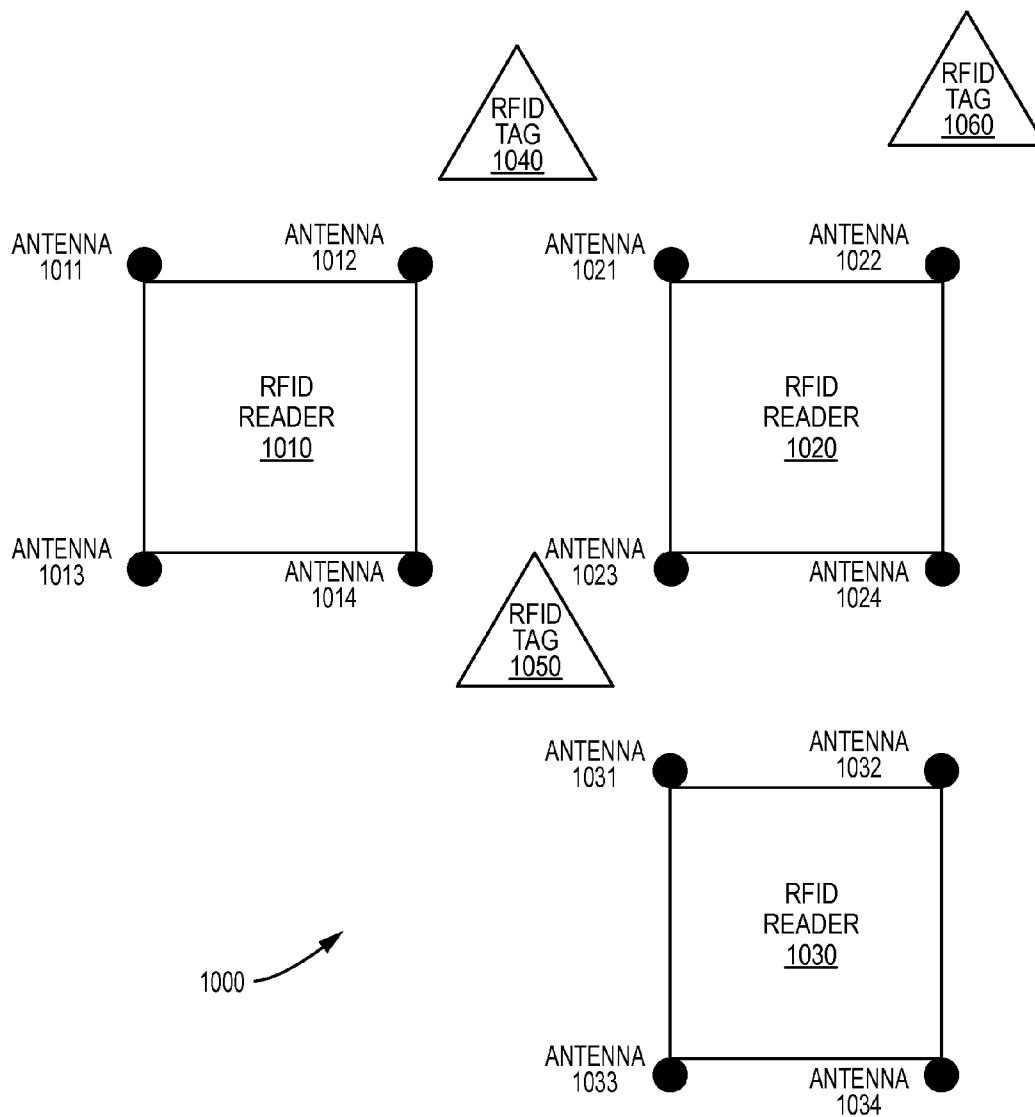 RFID
TAG
1040
RFID
TAG
1060
ANTENNA
1011
ANTENNA
1012
ANTENNA
1021
ANTENNA
1022
RFID
READER
1010
RFID
READER
1020
ANTENNA
1013
ANTENNA
1014
ANTENNA
1023
ANTENNA
1024
RFID
TAG
1050
ANTENNA
1031
ANTENNA
1032
RFID
READER
1030
1000
ANTENNA
1033
ANTENNA
1034